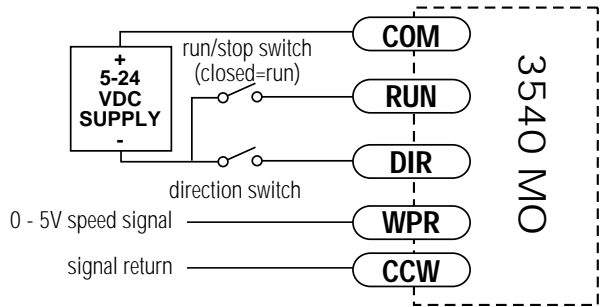 COM
run/stop switch
(closed=run)
+
5-24
VDC
SUPPLY
-
RUN
DIR
direction switch
0 - 5V speed signal
WPR
signal return
CCW
3540 MO